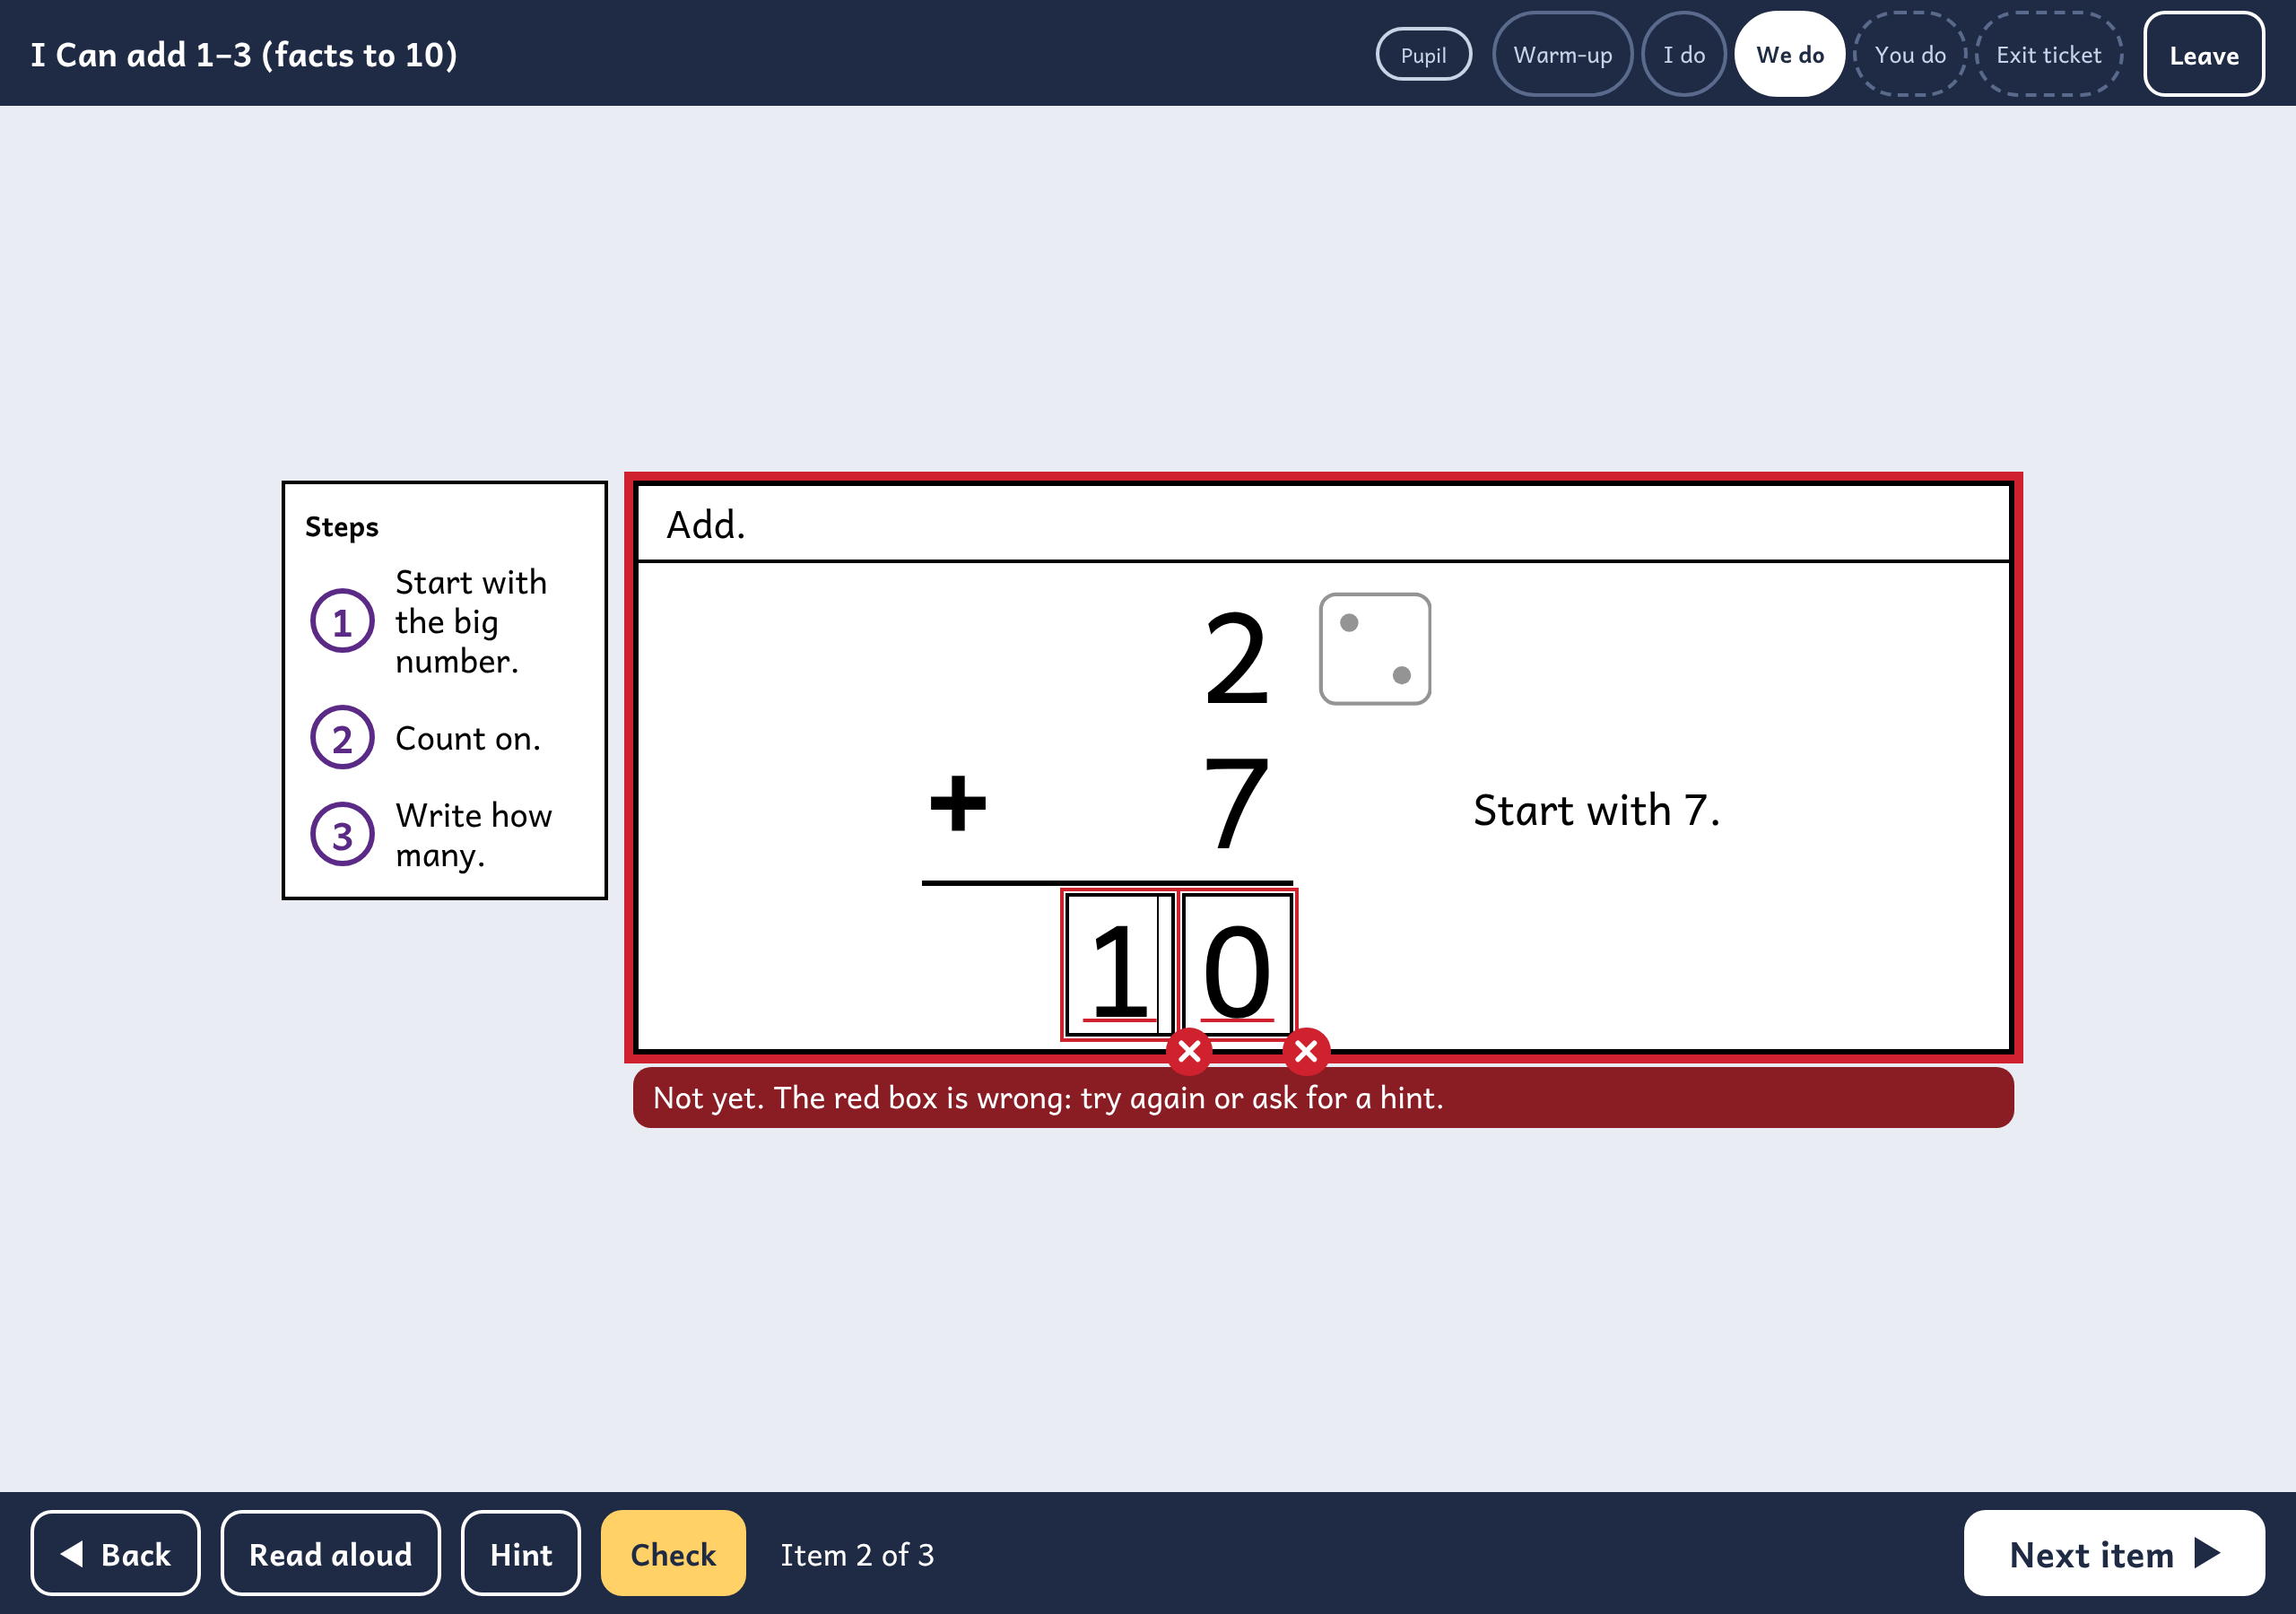 I Can add 1–3 (facts to 10)
Pupil
Warm-up
I do
We do
You do
Exit ticket
Leave
Steps
1
Start with
the big
number.
2
Count on.
3
Write how
many.
Add.
2
+ 7
Start with 7.
1 0
Not yet. The red box is wrong: try again or ask for a hint.
Back
Read aloud
Hint
Check
Item 2 of 3
Next item